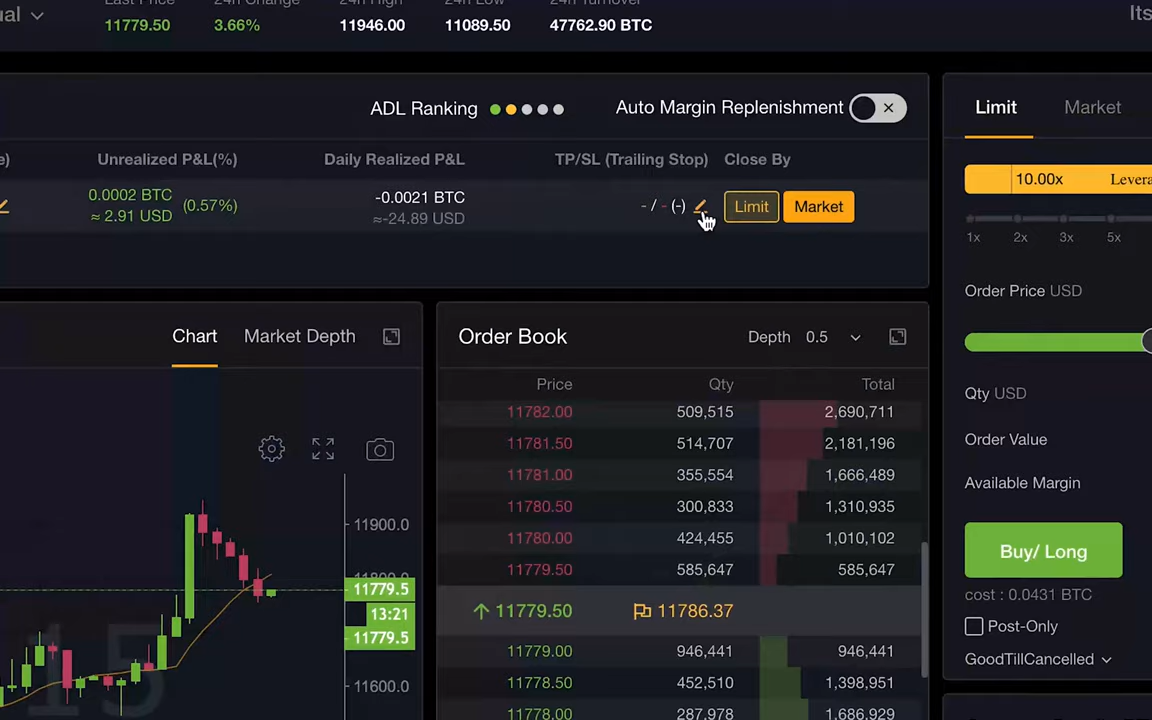 ual
Last Price 24h Change 24h High 24h Low 24h Turnover
11779.50 3.66% 11946.00 11089.50 47762.90 BTC
Its
ADL Ranking
Auto Margin Replenishment
e) Unrealized P&L(%) Daily Realized P&L TP/SL (Trailing Stop) Close By
0.0002 BTC
≈ 2.91 USD
(0.57%)
-0.0021 BTC
≈-24.89 USD
- / - (-)
Limit
Market
Chart
Market Depth
11900.0
11779.5
13:21
11779.5
11600.0
15
Order Book
Depth 0.5
Price Qty Total
11782.00 509,515 2,690,711
11781.50 514,707 2,181,196
11781.00 355,554 1,666,489
11780.50 300,833 1,310,935
11780.00 424,455 1,010,102
11779.50 585,647 585,647
11779.50 11786.37
11779.00 946,441 946,441
11778.50 452,510 1,398,951
11778.00 287,978 1,686,929
Limit
Market
10.00x Levera
1x 2x 3x 5x
Order Price USD
Qty USD
Order Value
Available Margin
Buy/ Long
cost : 0.0431 BTC
Post-Only
GoodTillCancelled